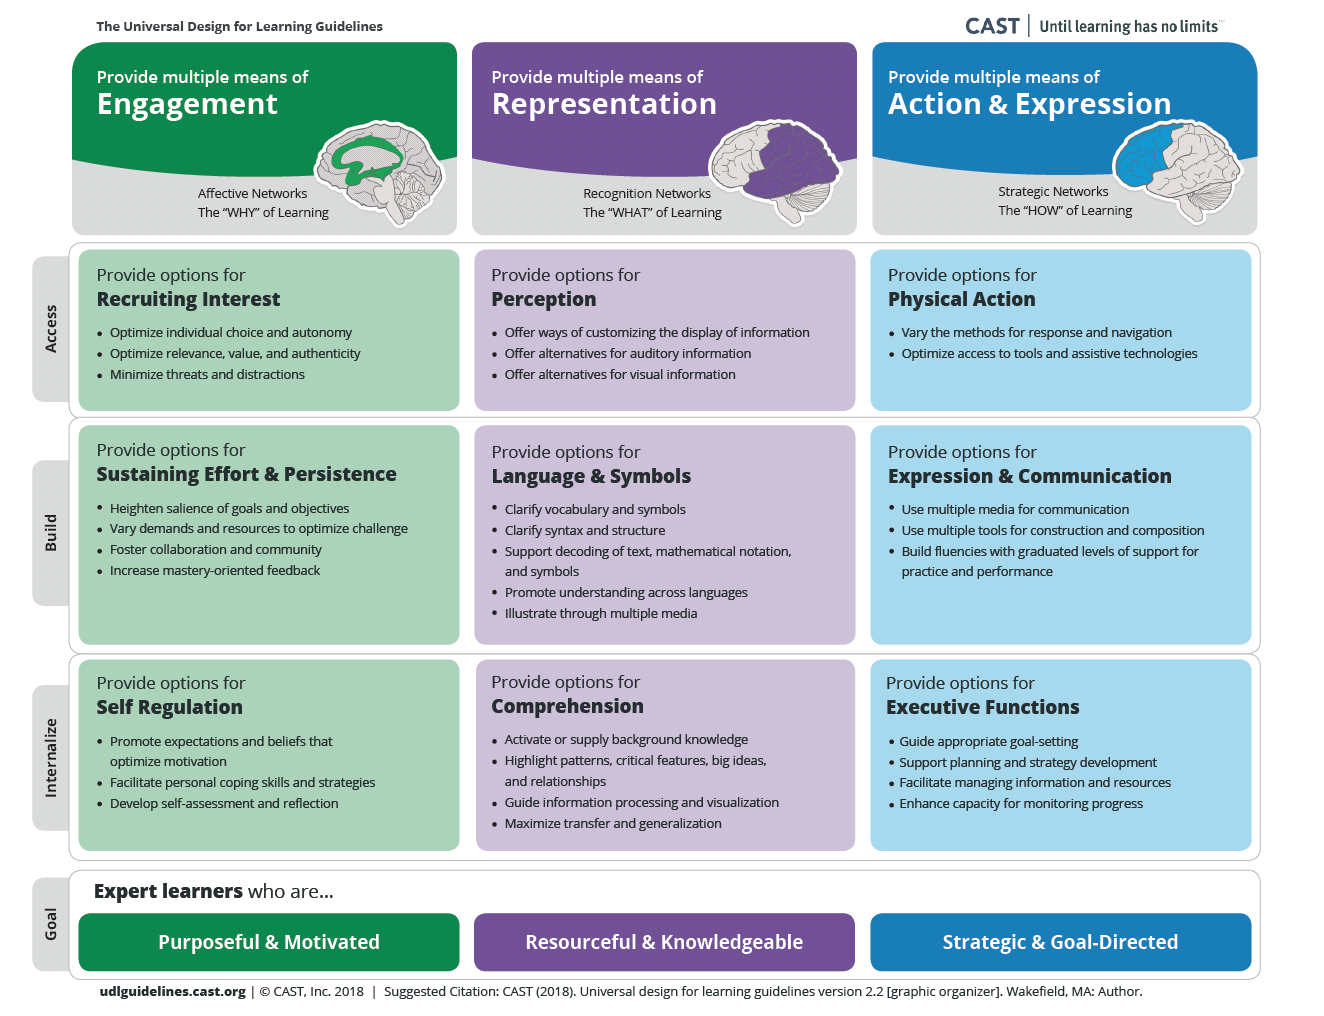 The Universal Design for Learning Guidelines
CAST | Until learning has no limits™
Provide multiple means of
Engagement
Affective Networks
The “WHY” of Learning
Provide multiple means of
Representation
Recognition Networks
The “WHAT” of Learning
Provide multiple means of
Action & Expression
Strategic Networks
The “HOW” of Learning
Access
Provide options for
Recruiting Interest
• Optimize individual choice and autonomy
• Optimize relevance, value, and authenticity
• Minimize threats and distractions
Provide options for
Perception
• Offer ways of customizing the display of information
• Offer alternatives for auditory information
• Offer alternatives for visual information
Provide options for
Physical Action
• Vary the methods for response and navigation
• Optimize access to tools and assistive technologies
Build
Provide options for
Sustaining Effort & Persistence
• Heighten salience of goals and objectives
• Vary demands and resources to optimize challenge
• Foster collaboration and community
• Increase mastery-oriented feedback
Provide options for
Language & Symbols
• Clarify vocabulary and symbols
• Clarify syntax and structure
• Support decoding of text, mathematical notation,
and symbols
• Promote understanding across languages
• Illustrate through multiple media
Provide options for
Expression & Communication
• Use multiple media for communication
• Use multiple tools for construction and composition
• Build fluencies with graduated levels of support for
practice and performance
Internalize
Provide options for
Self Regulation
• Promote expectations and beliefs that
optimize motivation
• Facilitate personal coping skills and strategies
• Develop self-assessment and reflection
Provide options for
Comprehension
• Activate or supply background knowledge
• Highlight patterns, critical features, big ideas,
and relationships
• Guide information processing and visualization
• Maximize transfer and generalization
Provide options for
Executive Functions
• Guide appropriate goal-setting
• Support planning and strategy development
• Facilitate managing information and resources
• Enhance capacity for monitoring progress
Goal
Expert learners who are...
Purposeful & Motivated
Resourceful & Knowledgeable
Strategic & Goal-Directed
udlguidelines.cast.org | © CAST, Inc. 2018 | Suggested Citation: CAST (2018). Universal design for learning guidelines version 2.2 [graphic organizer]. Wakefield, MA: Author.